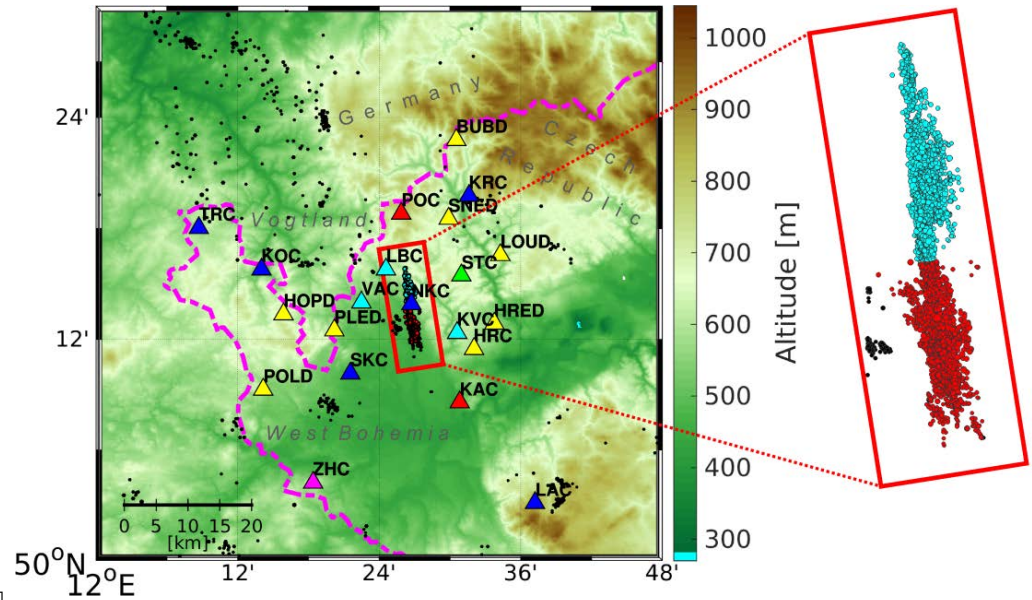 1000
900
800
700
600
500
400
300
Altitude [m]
24'
12'
50°N
12°E
12'
24'
36'
48'
Germany
Czech
Republic
Vogtland
West Bohemia
BUBD
KRC
POC
SNED
TRC
LOUD
KOC
LBC
STC
VAC
NKC
HOPD
PLED
KVC
HRED
HRC
SKC
POLD
KAC
ZHC
LAC
0 5 10 15 20
[km]